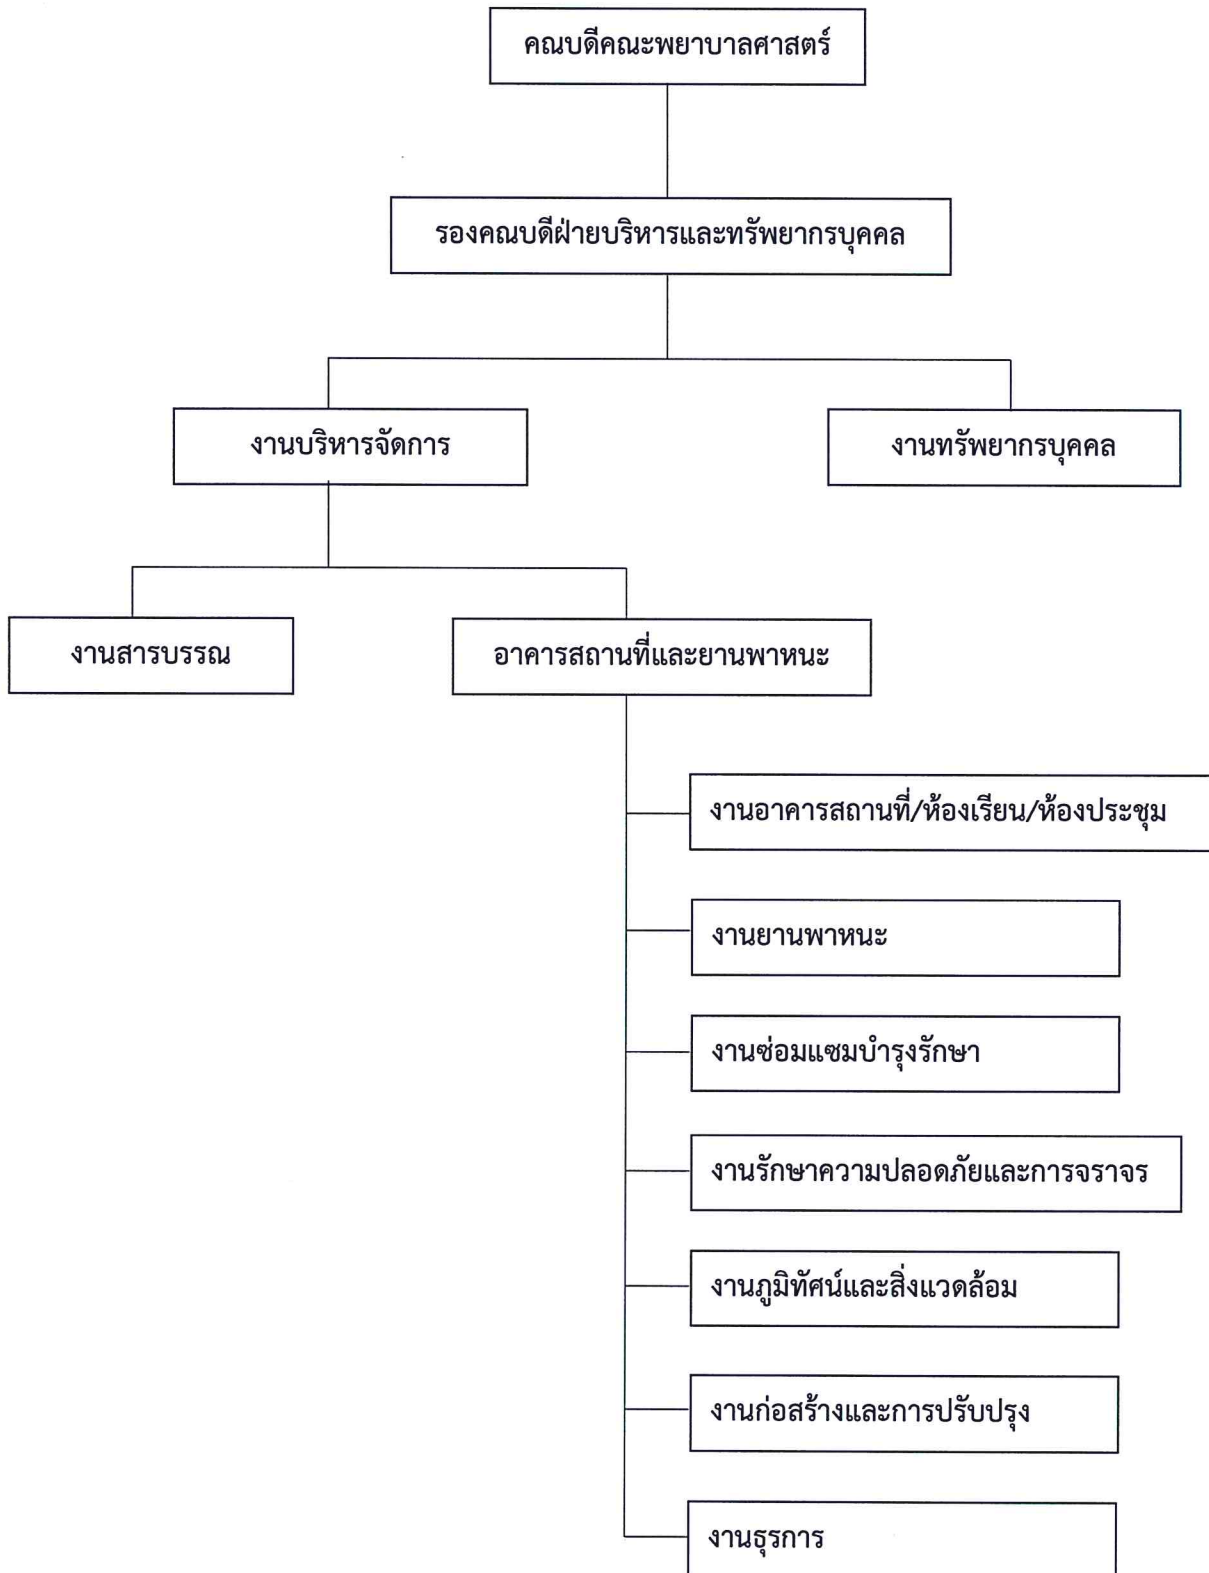 คณบดีคณะพยาบาลศาสตร์
รองคณบดีฝ่ายบริหารและทรัพยากรบุคคล
งานบริหารจัดการ
งานทรัพยากรบุคคล
งานสารบรรณ
อาคารสถานที่และยานพาหนะ
งานอาคารสถานที่/ห้องเรียน/ห้องประชุม
งานยานพาหนะ
งานซ่อมแซมบำรุงรักษา
งานรักษาความปลอดภัยและการจราจร
งานภูมิทัศน์และสิ่งแวดล้อม
งานก่อสร้างและการปรับปรุง
งานธุรการ